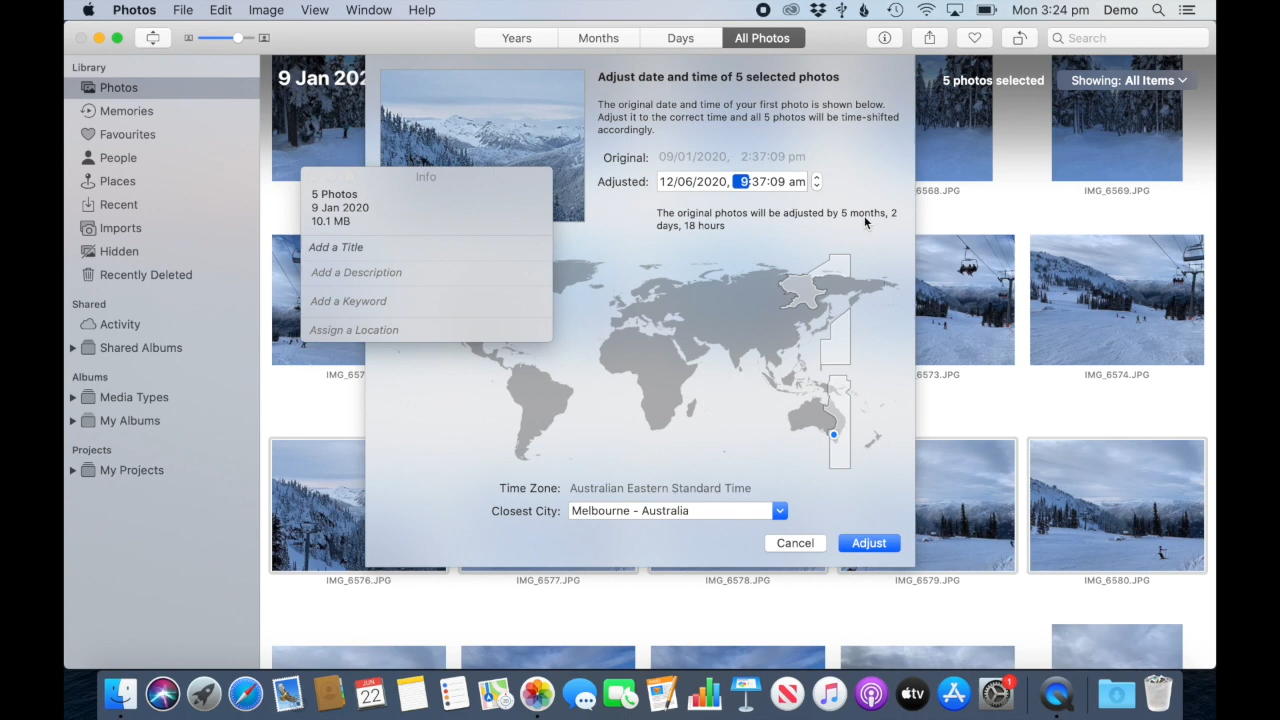 Photos File Edit Image View Window Help
Mon 3:24 pm Demo
Years Months Days All Photos
Search
Library
Photos
Memories
Favourites
People
Places
Recent
Imports
Hidden
Recently Deleted
Shared
Activity
Shared Albums
Albums
Media Types
My Albums
Projects
My Projects
9 Jan 202
5 photos selected
Showing: All Items
Adjust date and time of 5 selected photos
The original date and time of your first photo is shown below.
Adjust it to the correct time and all 5 photos will be time-shifted
accordingly.
Original: 09/01/2020, 2:37:09 pm
Adjusted: 12/06/2020, 9:37:09 am
The original photos will be adjusted by 5 months, 2
days, 18 hours
Info
5 Photos
9 Jan 2020
10.1 MB
Add a Title
Add a Description
Add a Keyword
Assign a Location
Time Zone: Australian Eastern Standard Time
Closest City: Melbourne - Australia
Cancel Adjust
6568.JPG
IMG_6569.JPG
IMG_657
6573.JPG
IMG_6574.JPG
IMG_6576.JPG
IMG_6577.JPG
IMG_6578.JPG
IMG_6579.JPG
IMG_6580.JPG
JUN
22
tv
1